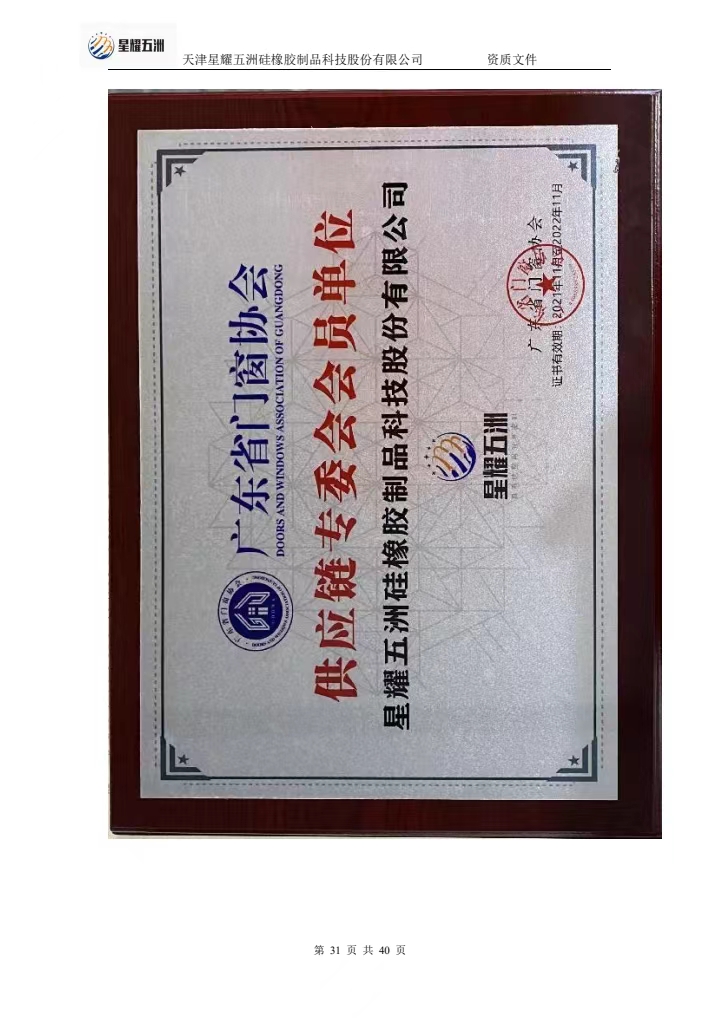 星耀五洲
天津星耀五洲硅橡胶制品科技股份有限公司 资质文件
广东省门窗协会
DOORS AND WINDOWS ASSOCIATION OF GUANGDONG
供应链专委会会员单位
星耀五洲硅橡胶制品科技股份有限公司
星耀五洲
广东省门窗协会
证书有效期：2021年11月至2022年11月
第 31 页 共 40 页